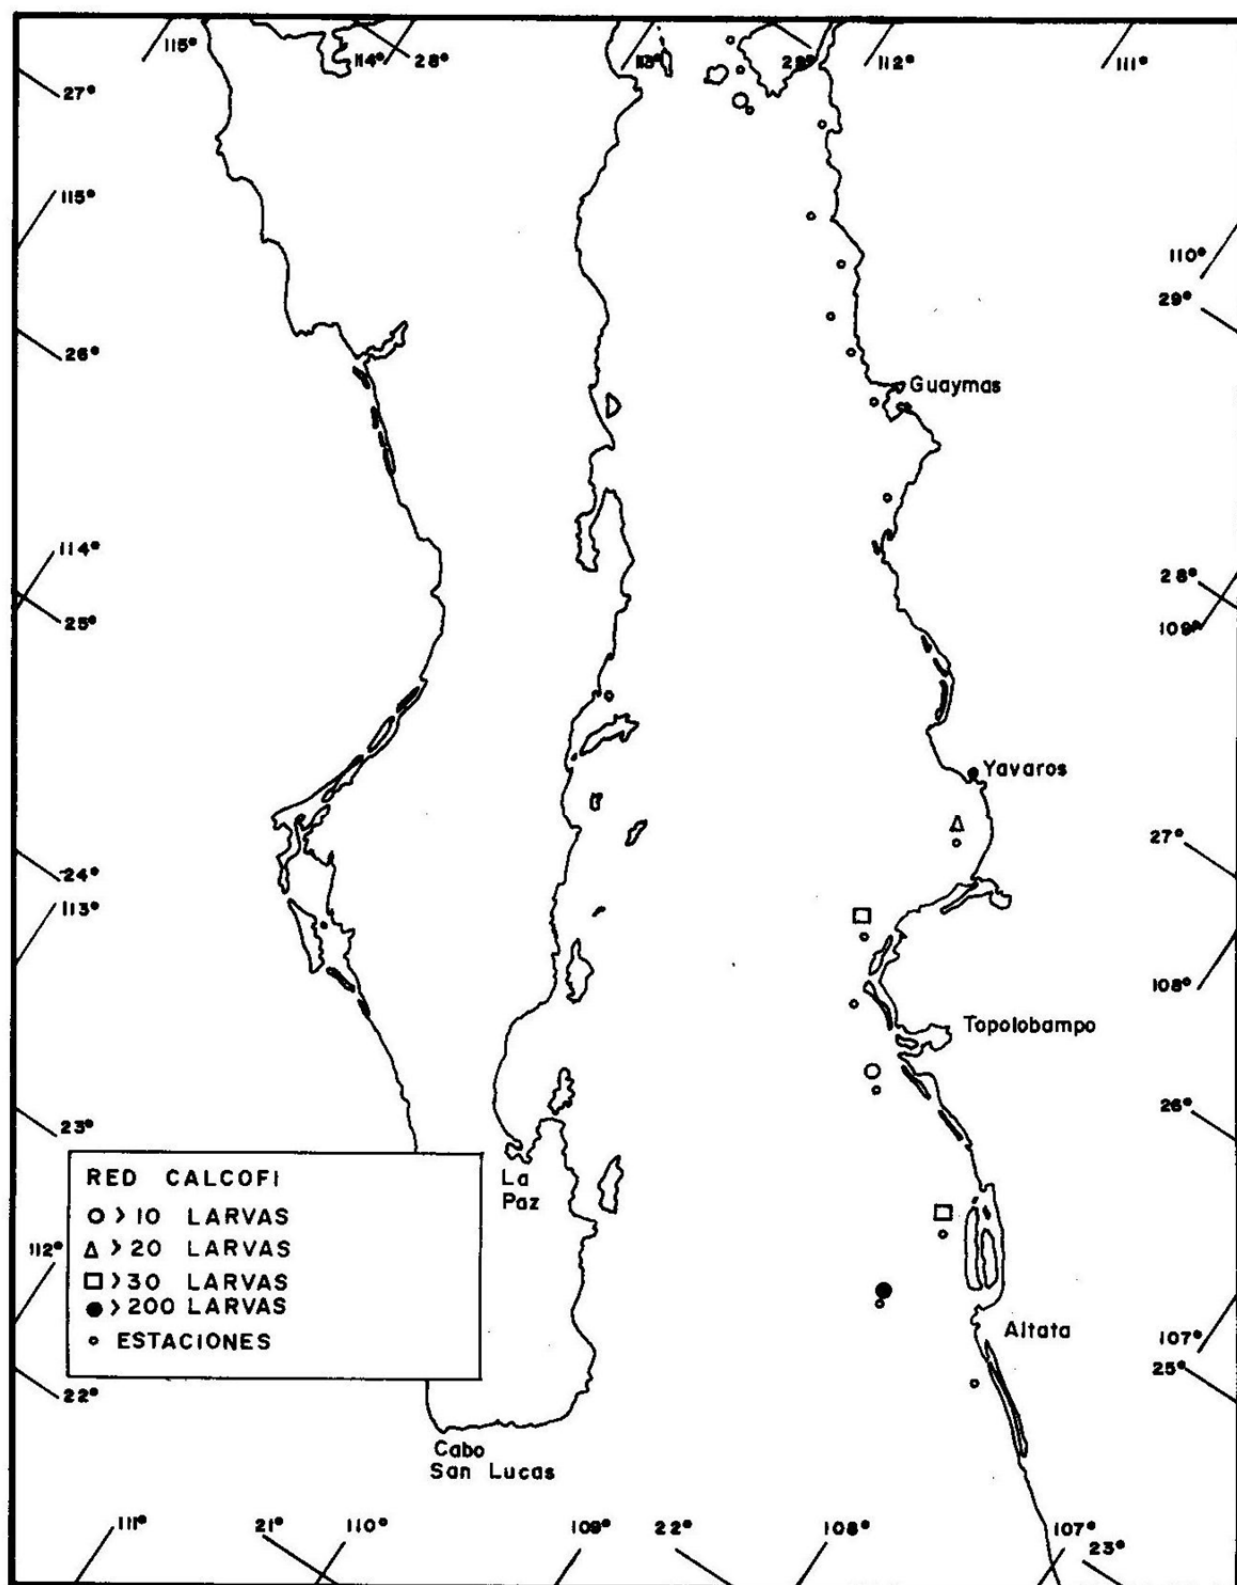 115°
114°
28°
113°
29°
112°
111°
27°
115°
110°
29°
26°
Guaymas
114°
28°
25°
109°
Yavaros
27°
24°
113°
108°
Topolobampo
26°
23°
RED CALCOFI
La
Paz
O > 10 LARVAS
Δ > 20 LARVAS
112°
□ > 30 LARVAS
● > 200 LARVAS
Altata
107°
o ESTACIONES
25°
22°
Cabo
San Lucas
111°
21°
110°
109°
22°
108°
107°
23°